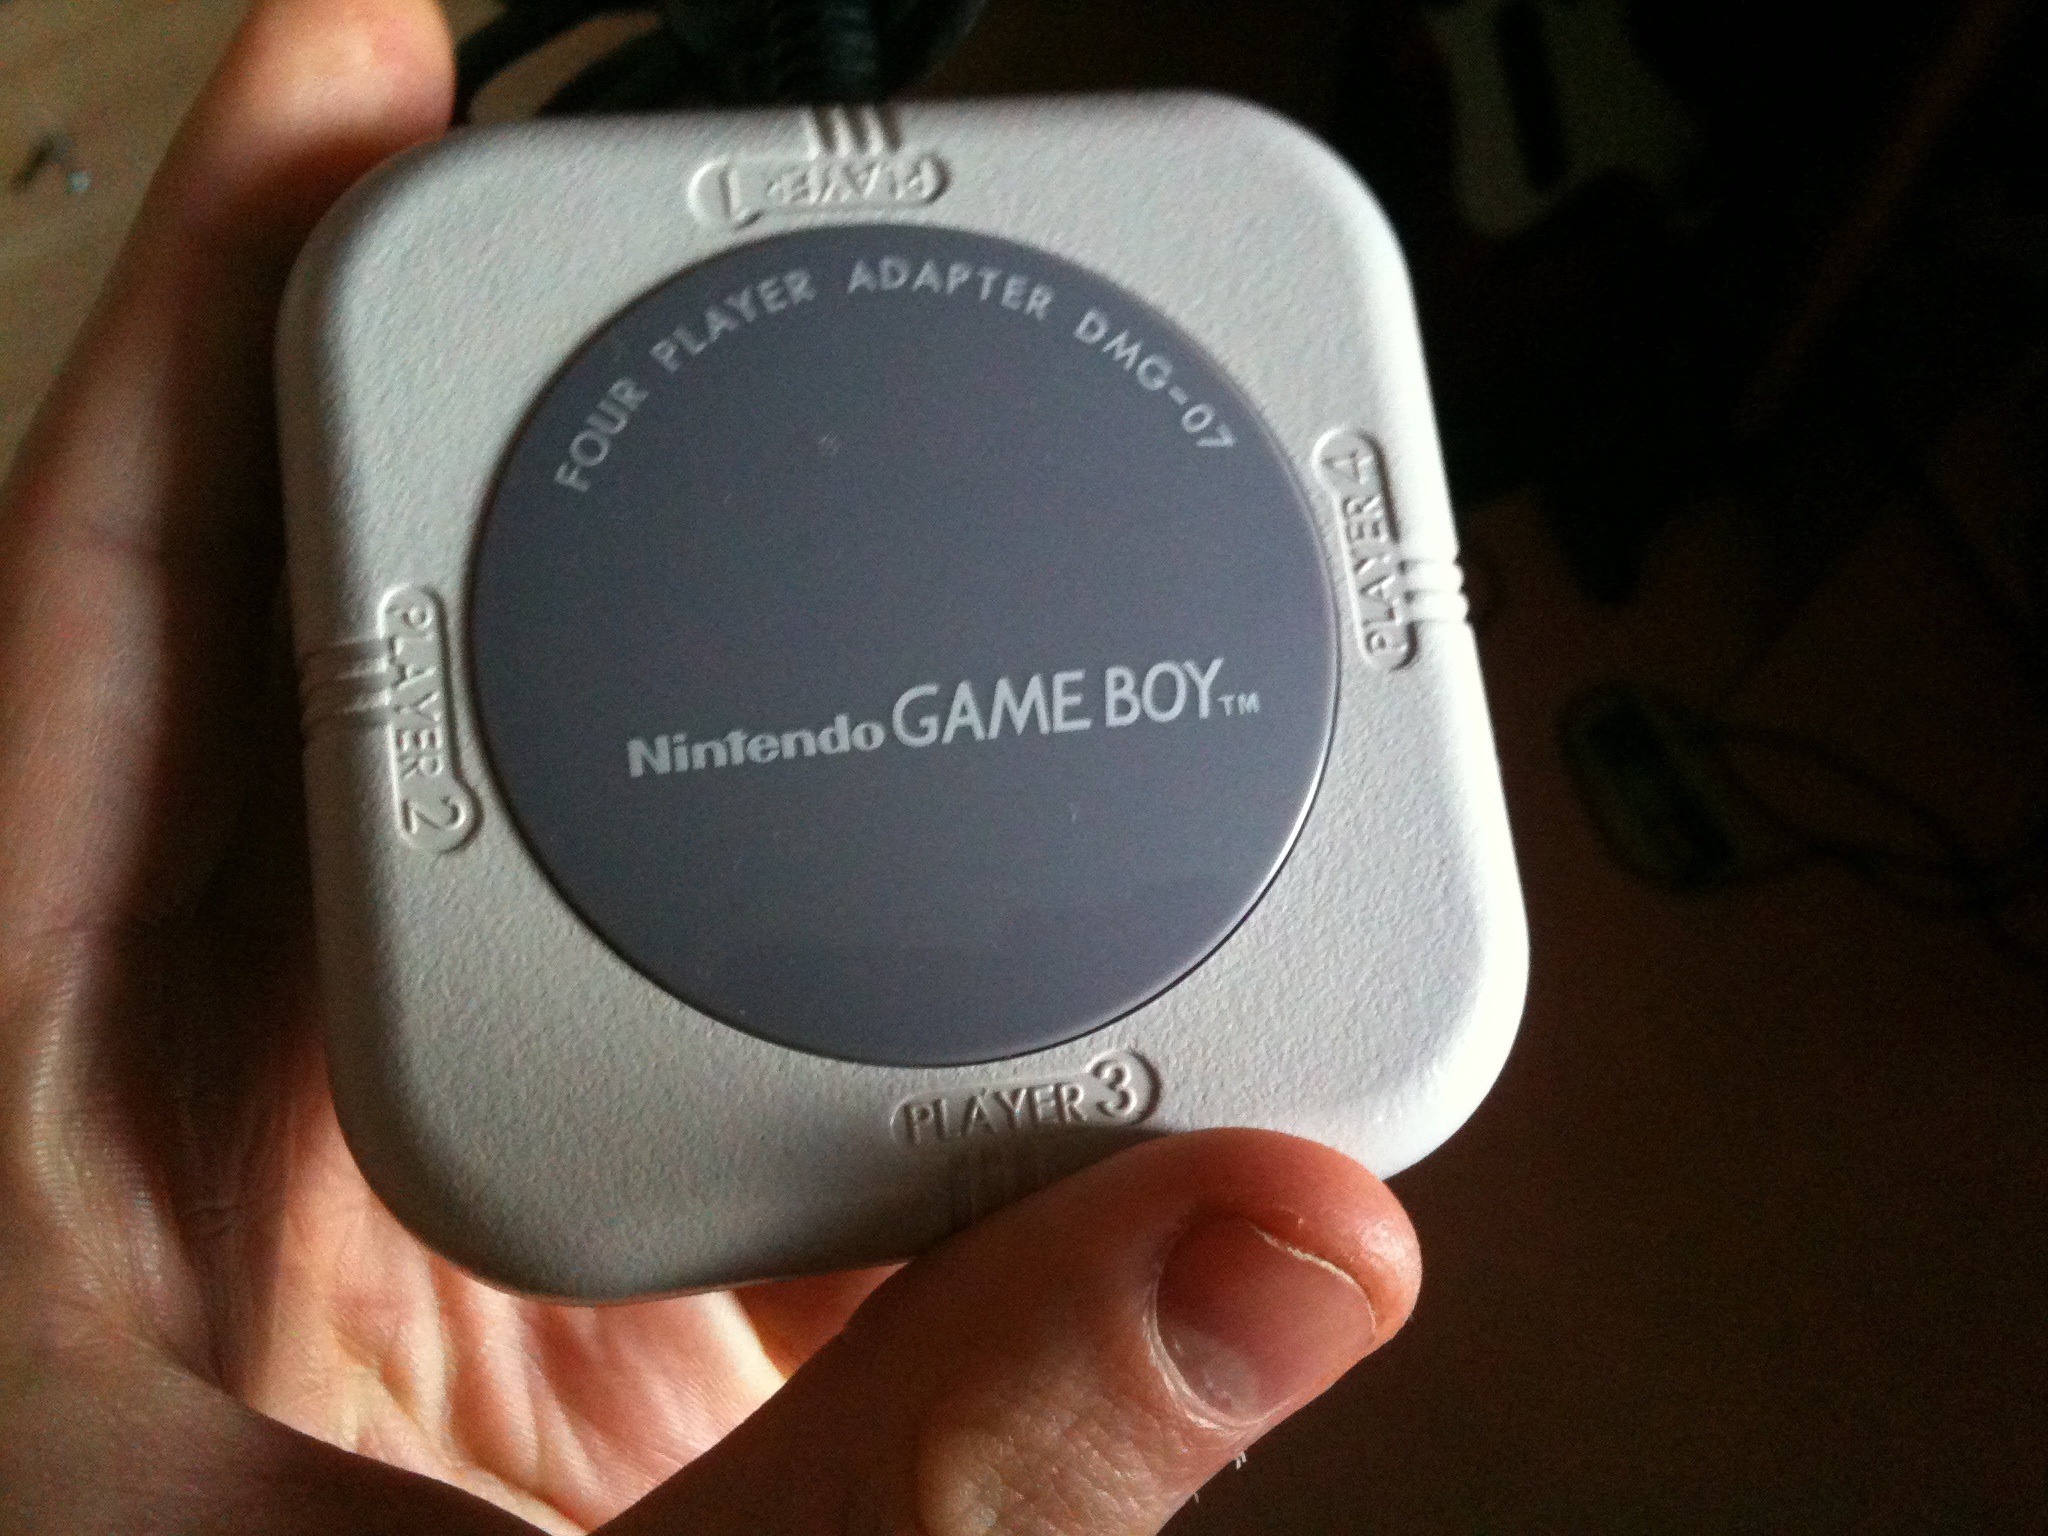 PLAYER 1
FOUR PLAYER ADAPTER DMG-07
PLAYER 4
PLAYER 2
Nintendo GAME BOY™
PLAYER 3